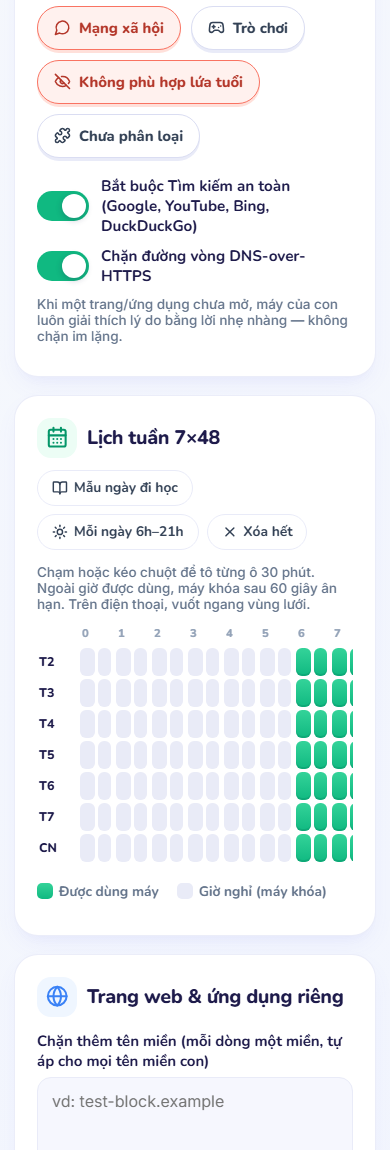 Mạng xã hội
Trò chơi
Không phù hợp lứa tuổi
Chưa phân loại
Bắt buộc Tìm kiếm an toàn
(Google, YouTube, Bing,
DuckDuckGo)
Chặn đường vòng DNS-over-
HTTPS
Khi một trang/ứng dụng chưa mở, máy của con
luôn giải thích lý do bằng lời nhẹ nhàng — không
chặn im lặng.
Lịch tuần 7×48
Mẫu ngày đi học
Mỗi ngày 6h–21h
Xóa hết
Chạm hoặc kéo chuột để tô từng ô 30 phút.
Ngoài giờ được dùng, máy khóa sau 60 giây ân
hạn. Trên điện thoại, vuốt ngang vùng lưới.
0 1 2 3 4 5 6 7
T2
T3
T4
T5
T6
T7
CN
Được dùng máy
Giờ nghỉ (máy khóa)
Trang web & ứng dụng riêng
Chặn thêm tên miền (mỗi dòng một miền, tự
áp cho mọi tên miền con)
vd: test-block.example